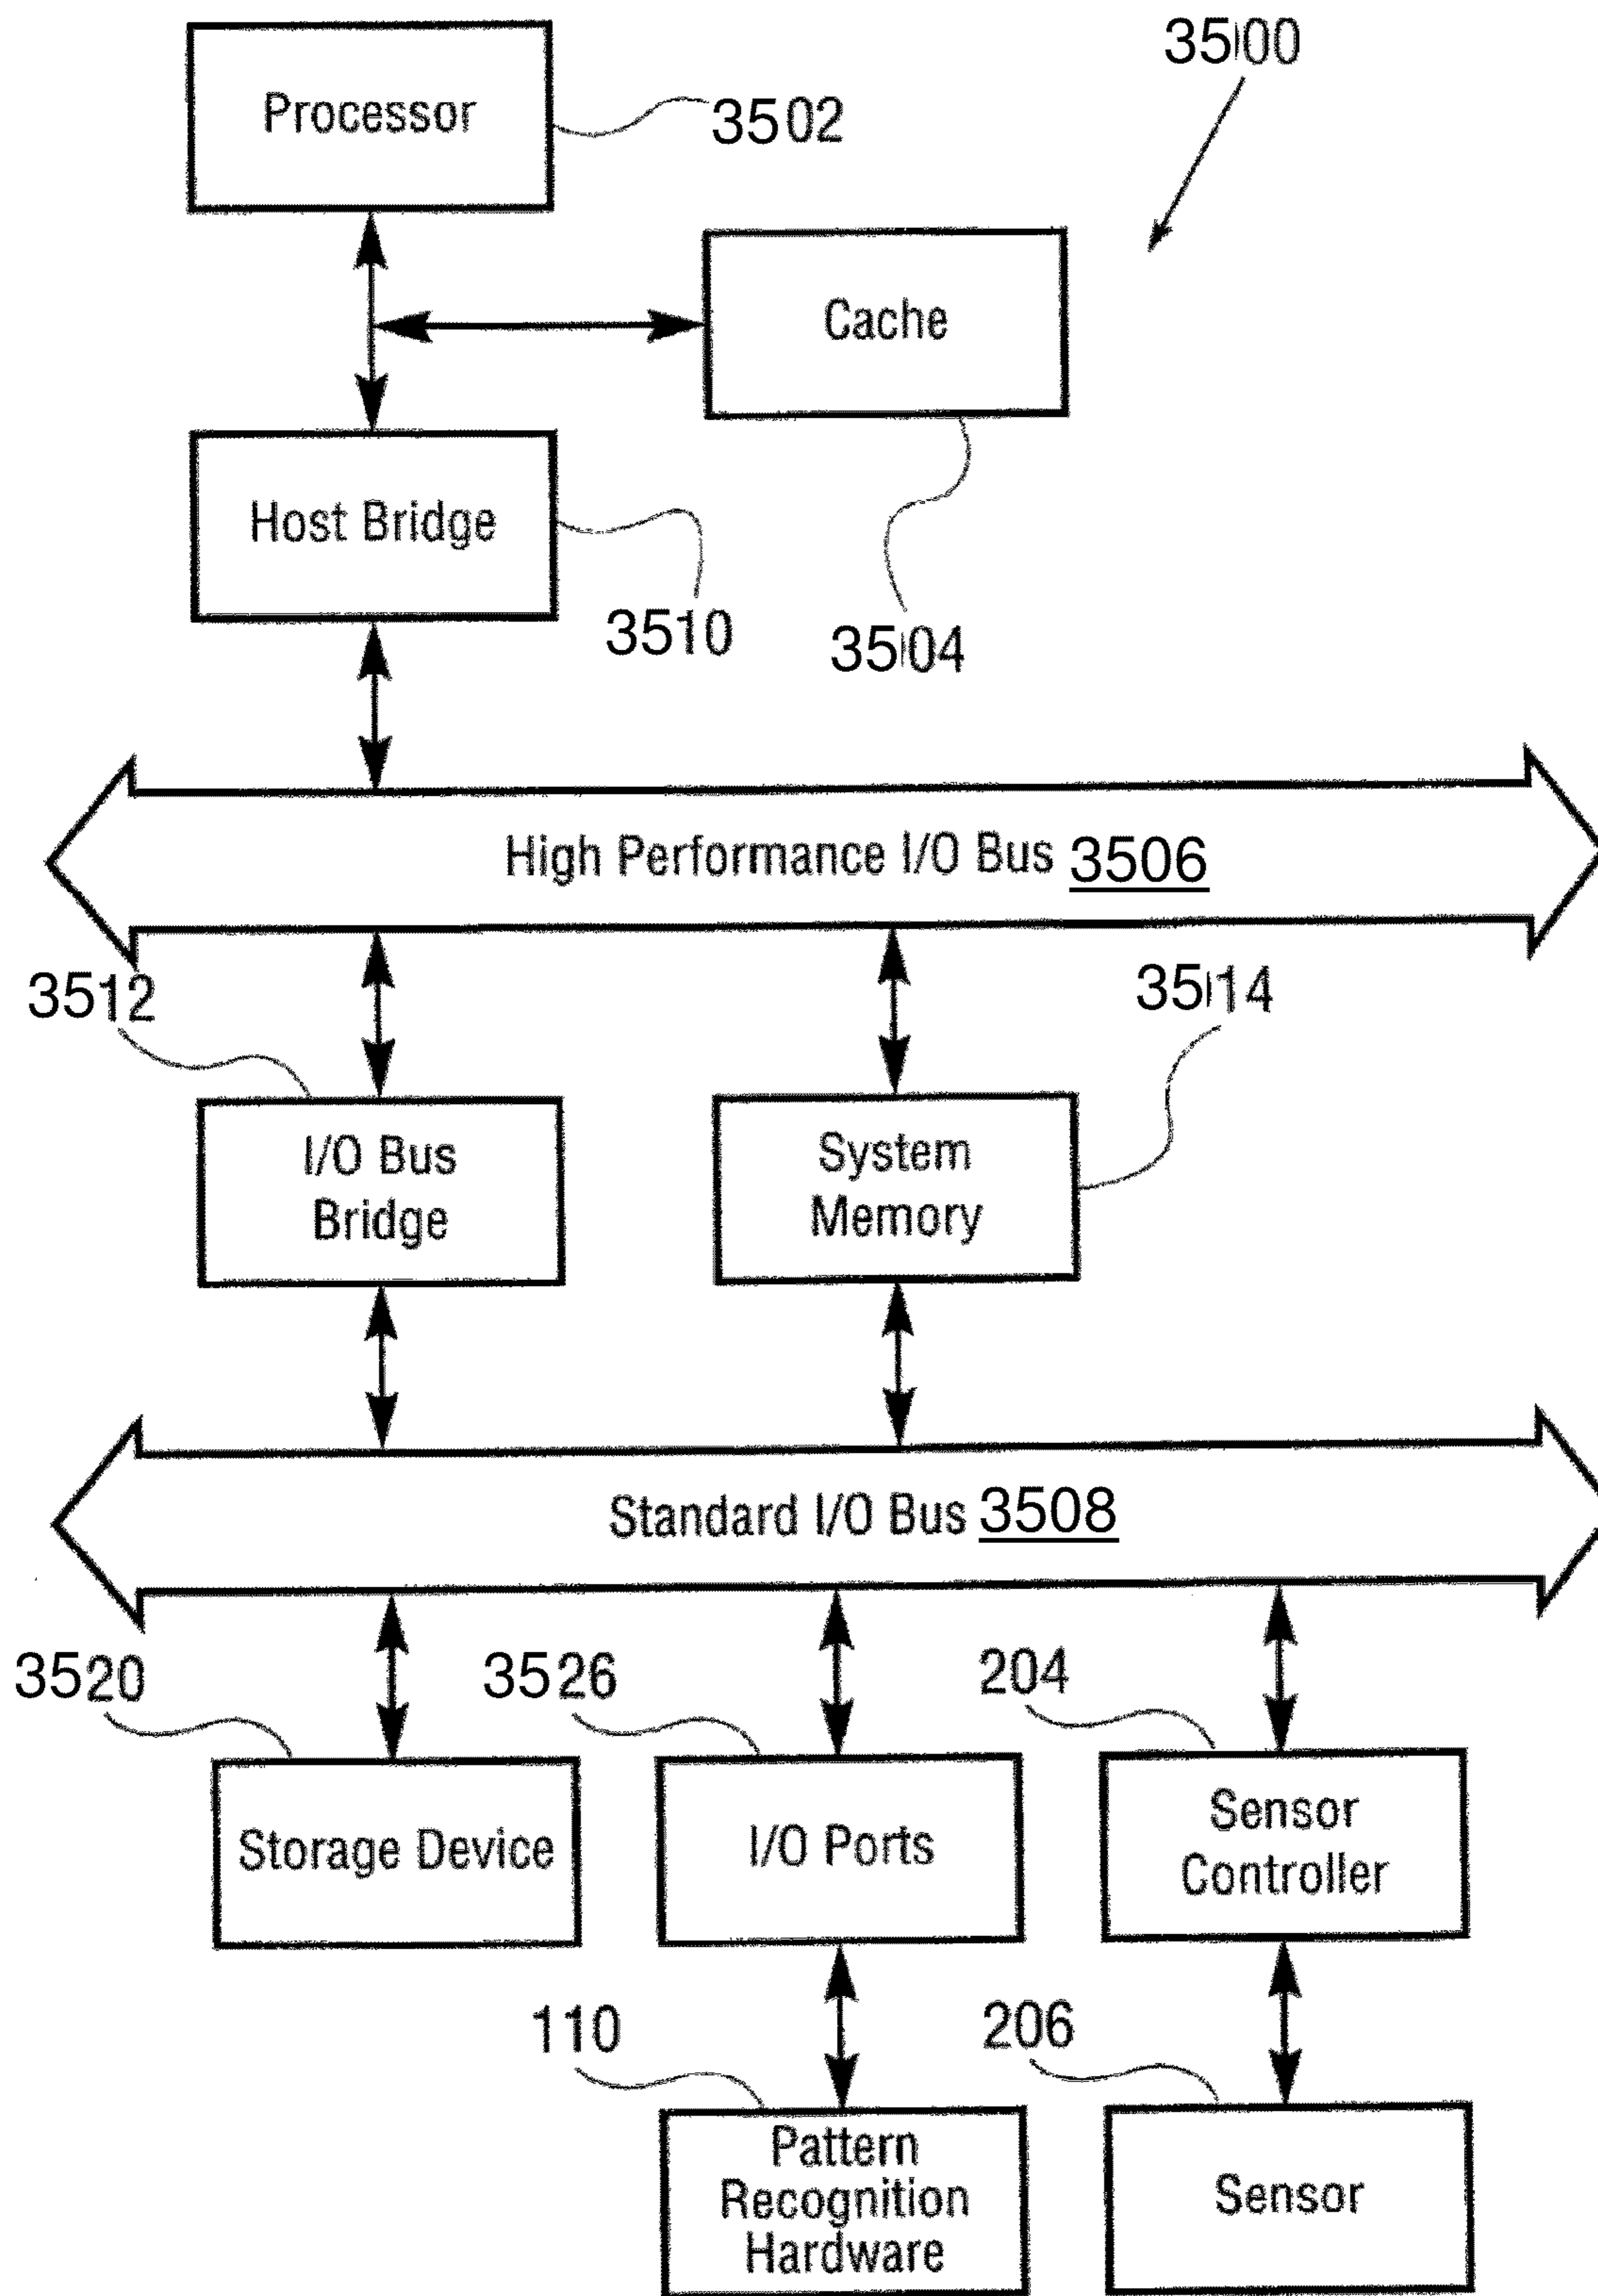 3500
Processor
3502
Cache
Host Bridge
3510
3504
High Performance I/O Bus 3506
3512
3514
I/O Bus
Bridge
System
Memory
Standard I/O Bus 3508
3520
3526
204
Storage Device
I/O Ports
Sensor
Controller
110
206
Pattern
Recognition
Hardware
Sensor